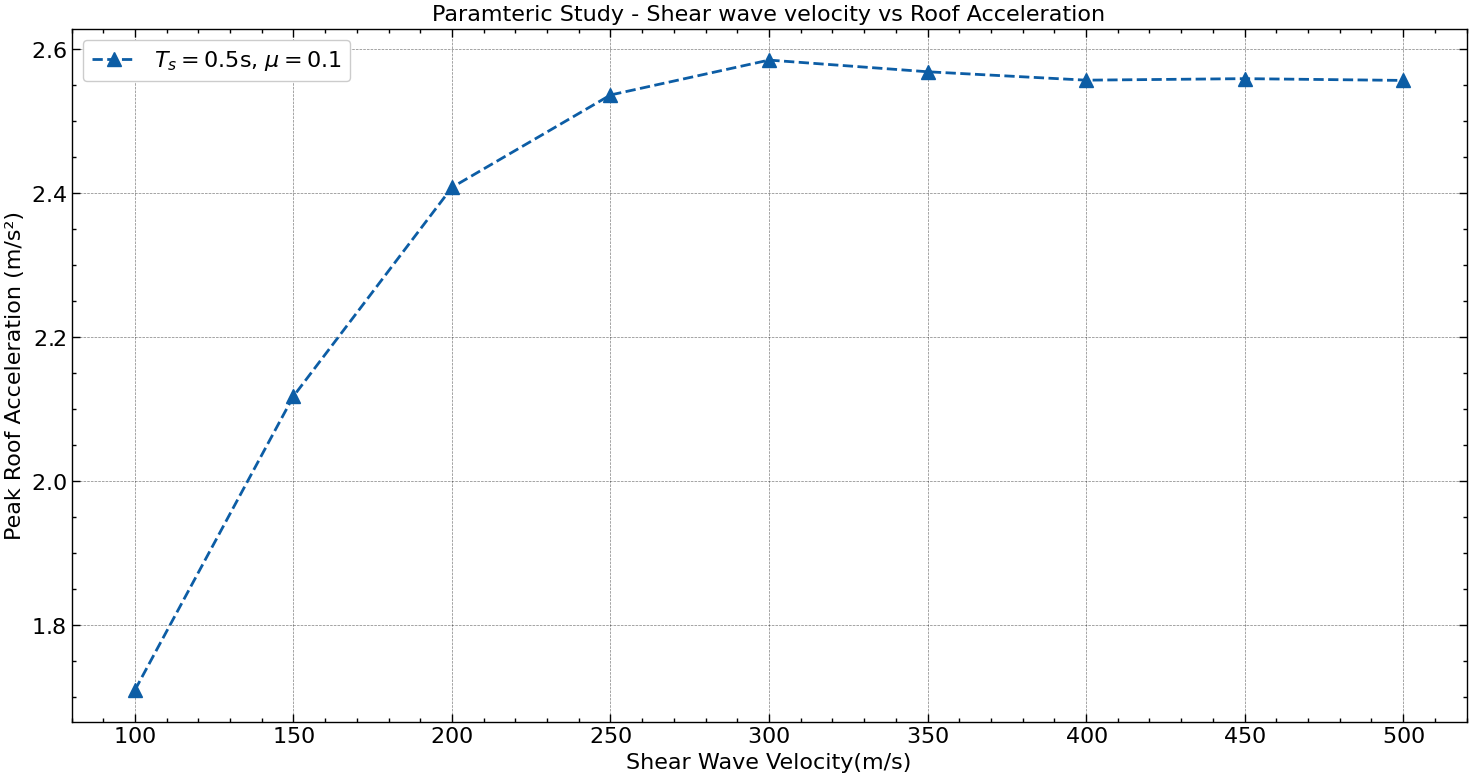 Paramteric Study - Shear wave velocity vs Roof Acceleration
Tₛ = 0.5s, μ = 0.1
Peak Roof Acceleration (m/s²)
2.6
2.4
2.2
2.0
1.8
100 150 200 250 300 350 400 450 500
Shear Wave Velocity(m/s)